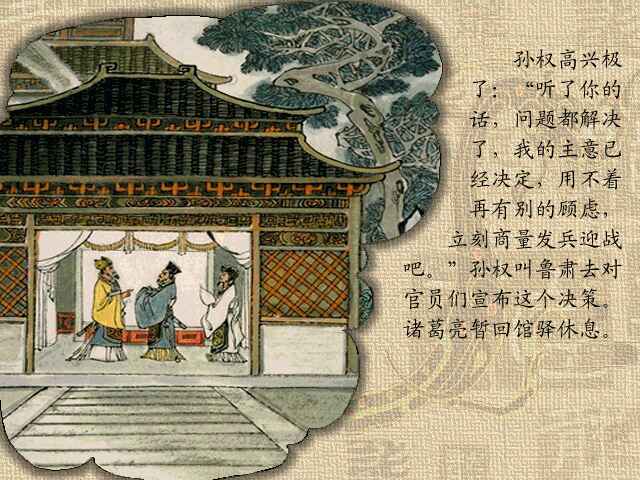 孙权高兴极
了：“听了你的
话，问题都解决
了，我的主意已
经决定，用不着
再有别的顾虑，
立刻商量发兵迎战
吧。”孙权叫鲁肃去对
官员们宣布这个决策。
诸葛亮暂回馆驿休息。